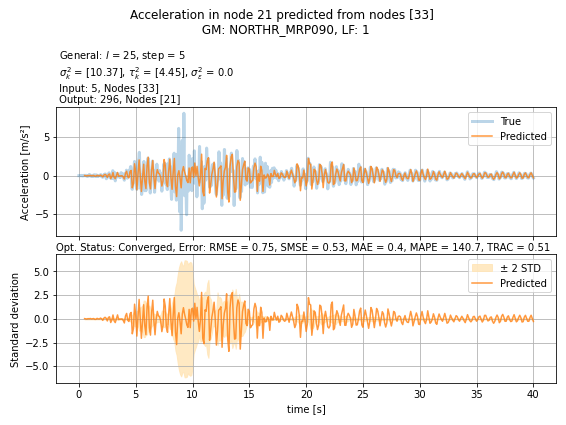 Acceleration in node 21 predicted from nodes [33]
GM: NORTHR_MRP090, LF: 1
General: l = 25, step = 5
σ²ₖ = [10.37], τ²ₖ = [4.45], σ²ε = 0.0
Input: 5, Nodes [33]
Output: 296, Nodes [21]
Acceleration [m/s²]
5
0
−5
True
Predicted
Opt. Status: Converged, Error: RMSE = 0.75, SMSE = 0.53, MAE = 0.4, MAPE = 140.7, TRAC = 0.51
Standard deviation
5.0
2.5
0.0
−2.5
−5.0
± 2 STD
Predicted
0 5 10 15 20 25 30 35 40
time [s]